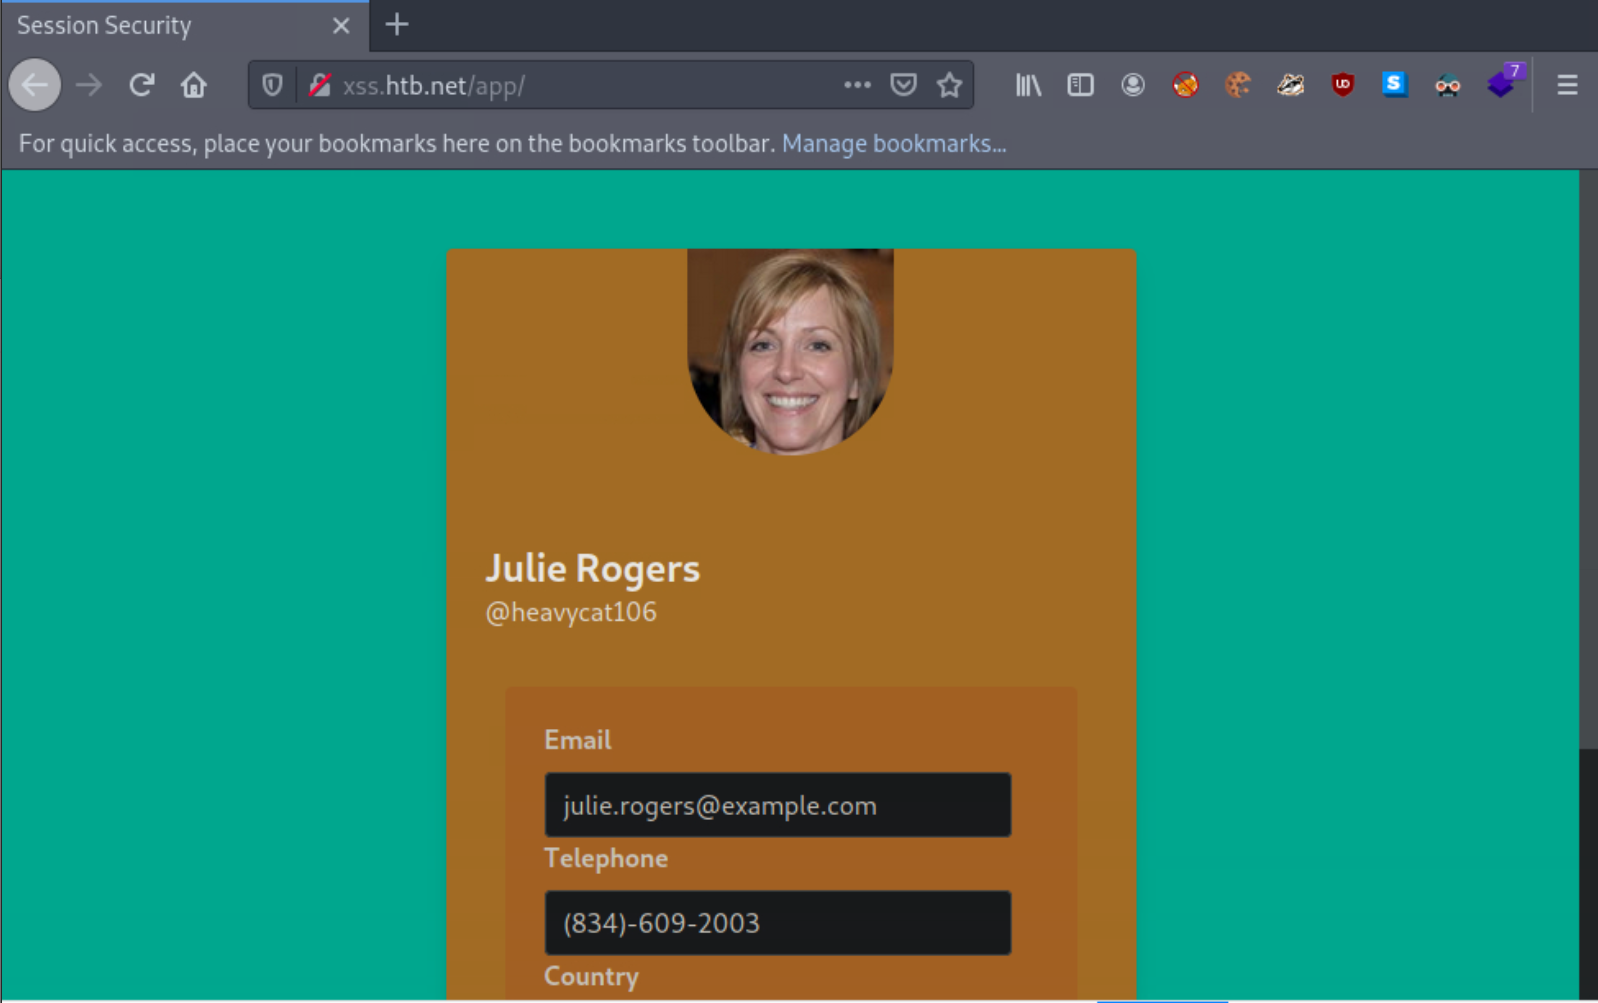 Session Security
xss.htb.net/app/
7
For quick access, place your bookmarks here on the bookmarks toolbar. Manage bookmarks...
Julie Rogers
@heavycat106
Email
julie.rogers@example.com
Telephone
(834)-609-2003
Country